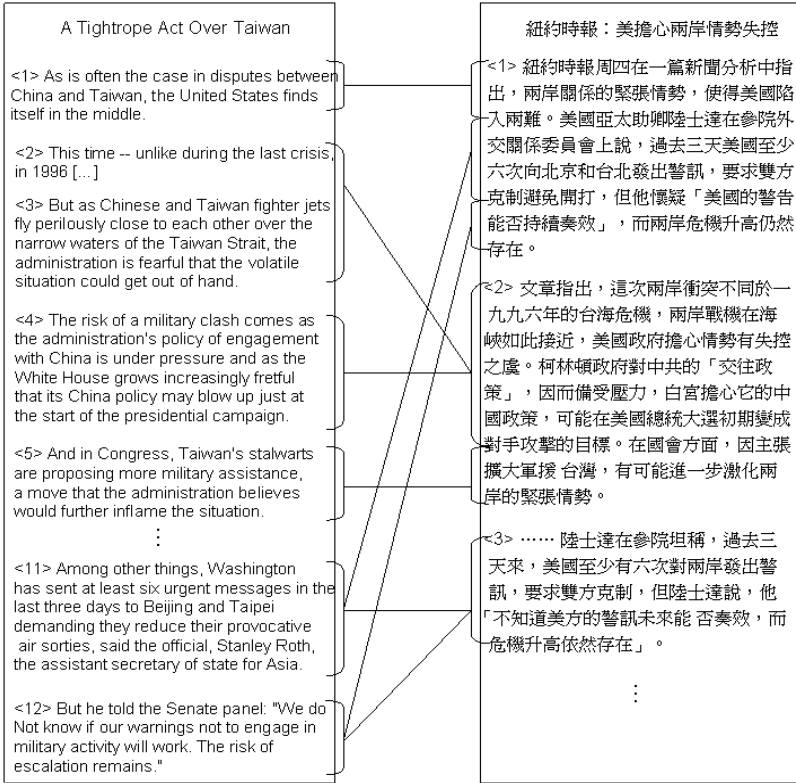 A Tightrope Act Over Taiwan
<1> As is often the case in disputes between
China and Taiwan, the United States finds
itself in the middle.
<2> This time -- unlike during the last crisis,
in 1996 [...]
<3> But as Chinese and Taiwan fighter jets
fly perilously close to each other over the
narrow waters of the Taiwan Strait, the
administration is fearful that the volatile
situation could get out of hand.
<4> The risk of a military clash comes as
the administration's policy of engagement
with China is under pressure and as the
White House grows increasingly fretful
that its China policy may blow up just at
the start of the presidential campaign.
<5> And in Congress, Taiwan's stalwarts
are proposing more military assistance,
a move that the administration believes
would further inflame the situation.
⋮
<11> Among other things, Washington
has sent at least six urgent messages in the
last three days to Beijing and Taipei
demanding they reduce their provocative
air sorties, said the official, Stanley Roth,
the assistant secretary of state for Asia.
<12> But he told the Senate panel: "We do
Not know if our warnings not to engage in
military activity will work. The risk of
escalation remains."
紐約時報：美擔心兩岸情勢失控
<1> 紐約時報周四在一篇新聞分析中指
出，兩岸關係的緊張情勢，使得美國陷
入兩難。美國亞太助卿陸士達在參院外
交關係委員會上說，過去三天美國至少
六次向北京和台北發出警訊，要求雙方
克制避免開打，但他懷疑「美國的警告
能否持續奏效」，而兩岸危機升高仍然
存在。
<2> 文章指出，這次兩岸衝突不同於一
九九六年的台海危機，兩岸戰機在海
峽如此接近，美國政府擔心情勢有失控
之虞。柯林頓政府對中共的「交往政
策」，因而備受壓力，白宮擔心它的中
國政策，可能在美國總統大選初期變成
對手攻擊的目標。在國會方面，因主張
擴大軍援 台灣，有可能進一步激化兩
岸的緊張情勢。
<3> …… 陸士達在參院坦稱，過去三
天來，美國至少有六次對兩岸發出警
訊，要求雙方克制，但陸士達說，他
「不知道美方的警訊未來能 否奏效，而
危機升高依然存在」。
⋮